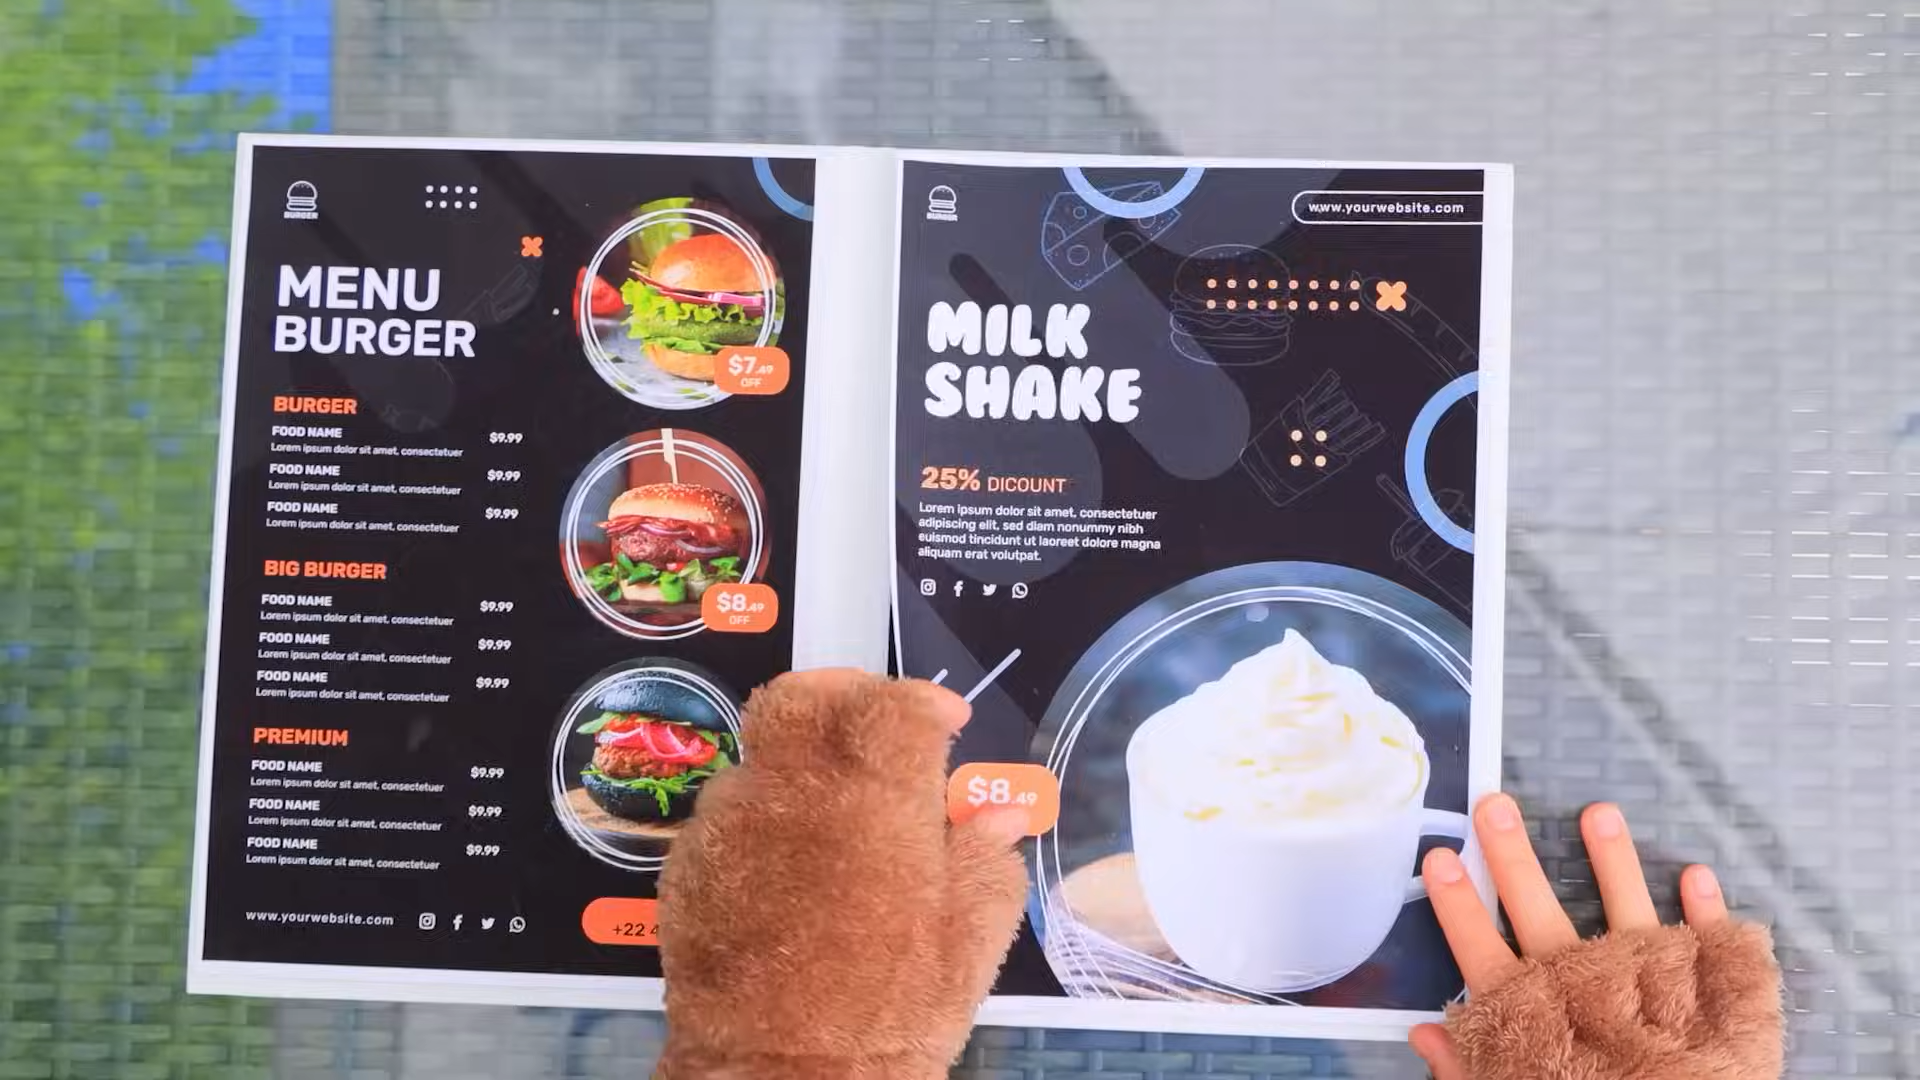 BURGER
MENU
BURGER
BURGER
FOOD NAME
$9.99
Lorem ipsum dolor sit amet, consectetuer
FOOD NAME
$9.99
Lorem ipsum dolor sit amet, consectetuer
FOOD NAME
$9.99
Lorem ipsum dolor sit amet, consectetuer
BIG BURGER
FOOD NAME
$9.99
Lorem ipsum dolor sit amet, consectetuer
FOOD NAME
$9.99
Lorem ipsum dolor sit amet, consectetuer
FOOD NAME
$9.99
Lorem ipsum dolor sit amet, consectetuer
PREMIUM
FOOD NAME
$9.99
Lorem ipsum dolor sit amet, consectetuer
FOOD NAME
$9.99
Lorem ipsum dolor sit amet, consectetuer
FOOD NAME
$9.99
Lorem ipsum dolor sit amet, consectetuer
$7.49
OFF
$8.49
OFF
www.yourwebsite.com
+22
BURGER
www.yourwebsite.com
MILK
SHAKE
25% DICOUNT
Lorem ipsum dolor sit amet, consectetuer
adipiscing elit, sed diam nonummy nibh
euismod tincidunt ut laoreet dolore magna
aliquam erat volutpat.
$8.49